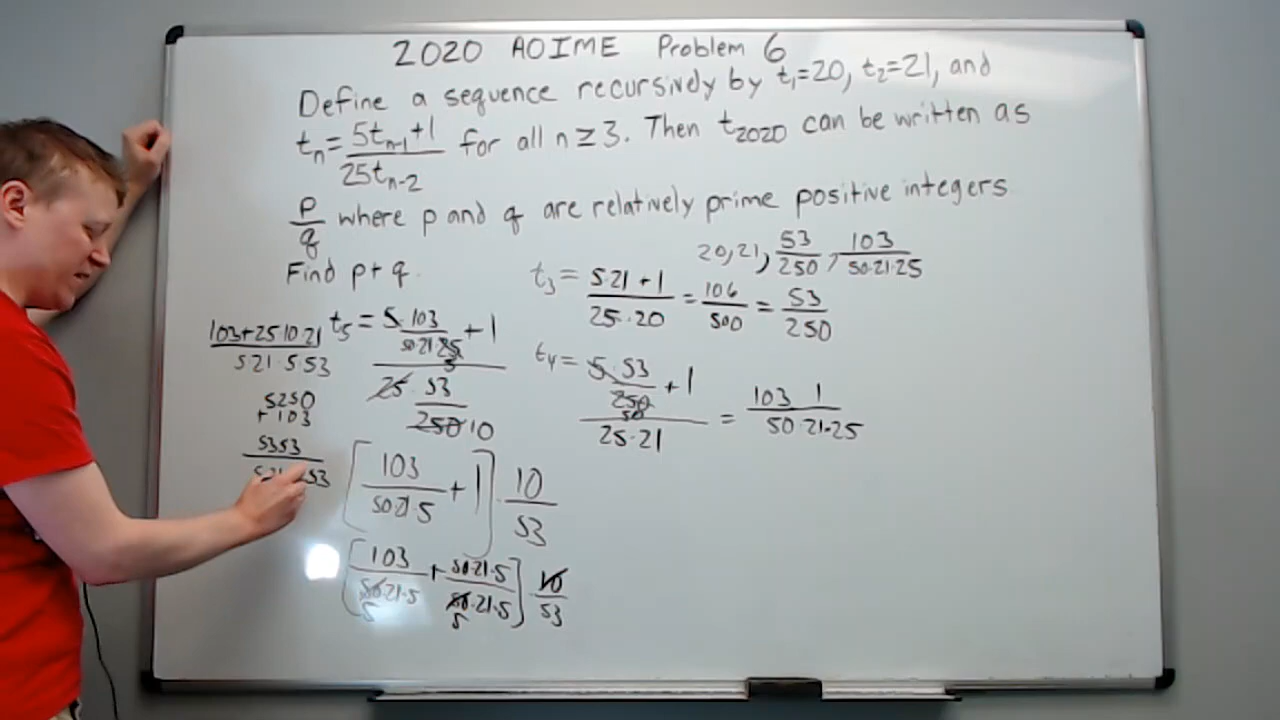 2020 AOIME Problem 6
Define a sequence recursively by t₁=20, t₂=21, and
tₙ = (5tₙ₋₁+1)/(25tₙ₋₂) for all n ≥ 3. Then t₂₀₂₀ can be written as
p/q where p and q are relatively prime positive integers
Find p+q.
20, 21, 53/250, 103/(50·21·25)
t₃ = (5·21+1)/(25·20) = 106/500 = 53/250
t₄ = (5·53/250 50 + 1)/(25·21) = 103 1/(50·21·25)
t₅ = (5·103/(50·21·25 5) + 1)/(25·53/250 10)
[103/(50·21·5) + 1] · 10/53
[103/(50 5·21·5) + 50·21·5/(50 5·21·5)] · 10/53
103+25·10·21/(5·21·5·53)
5250
+103
5353